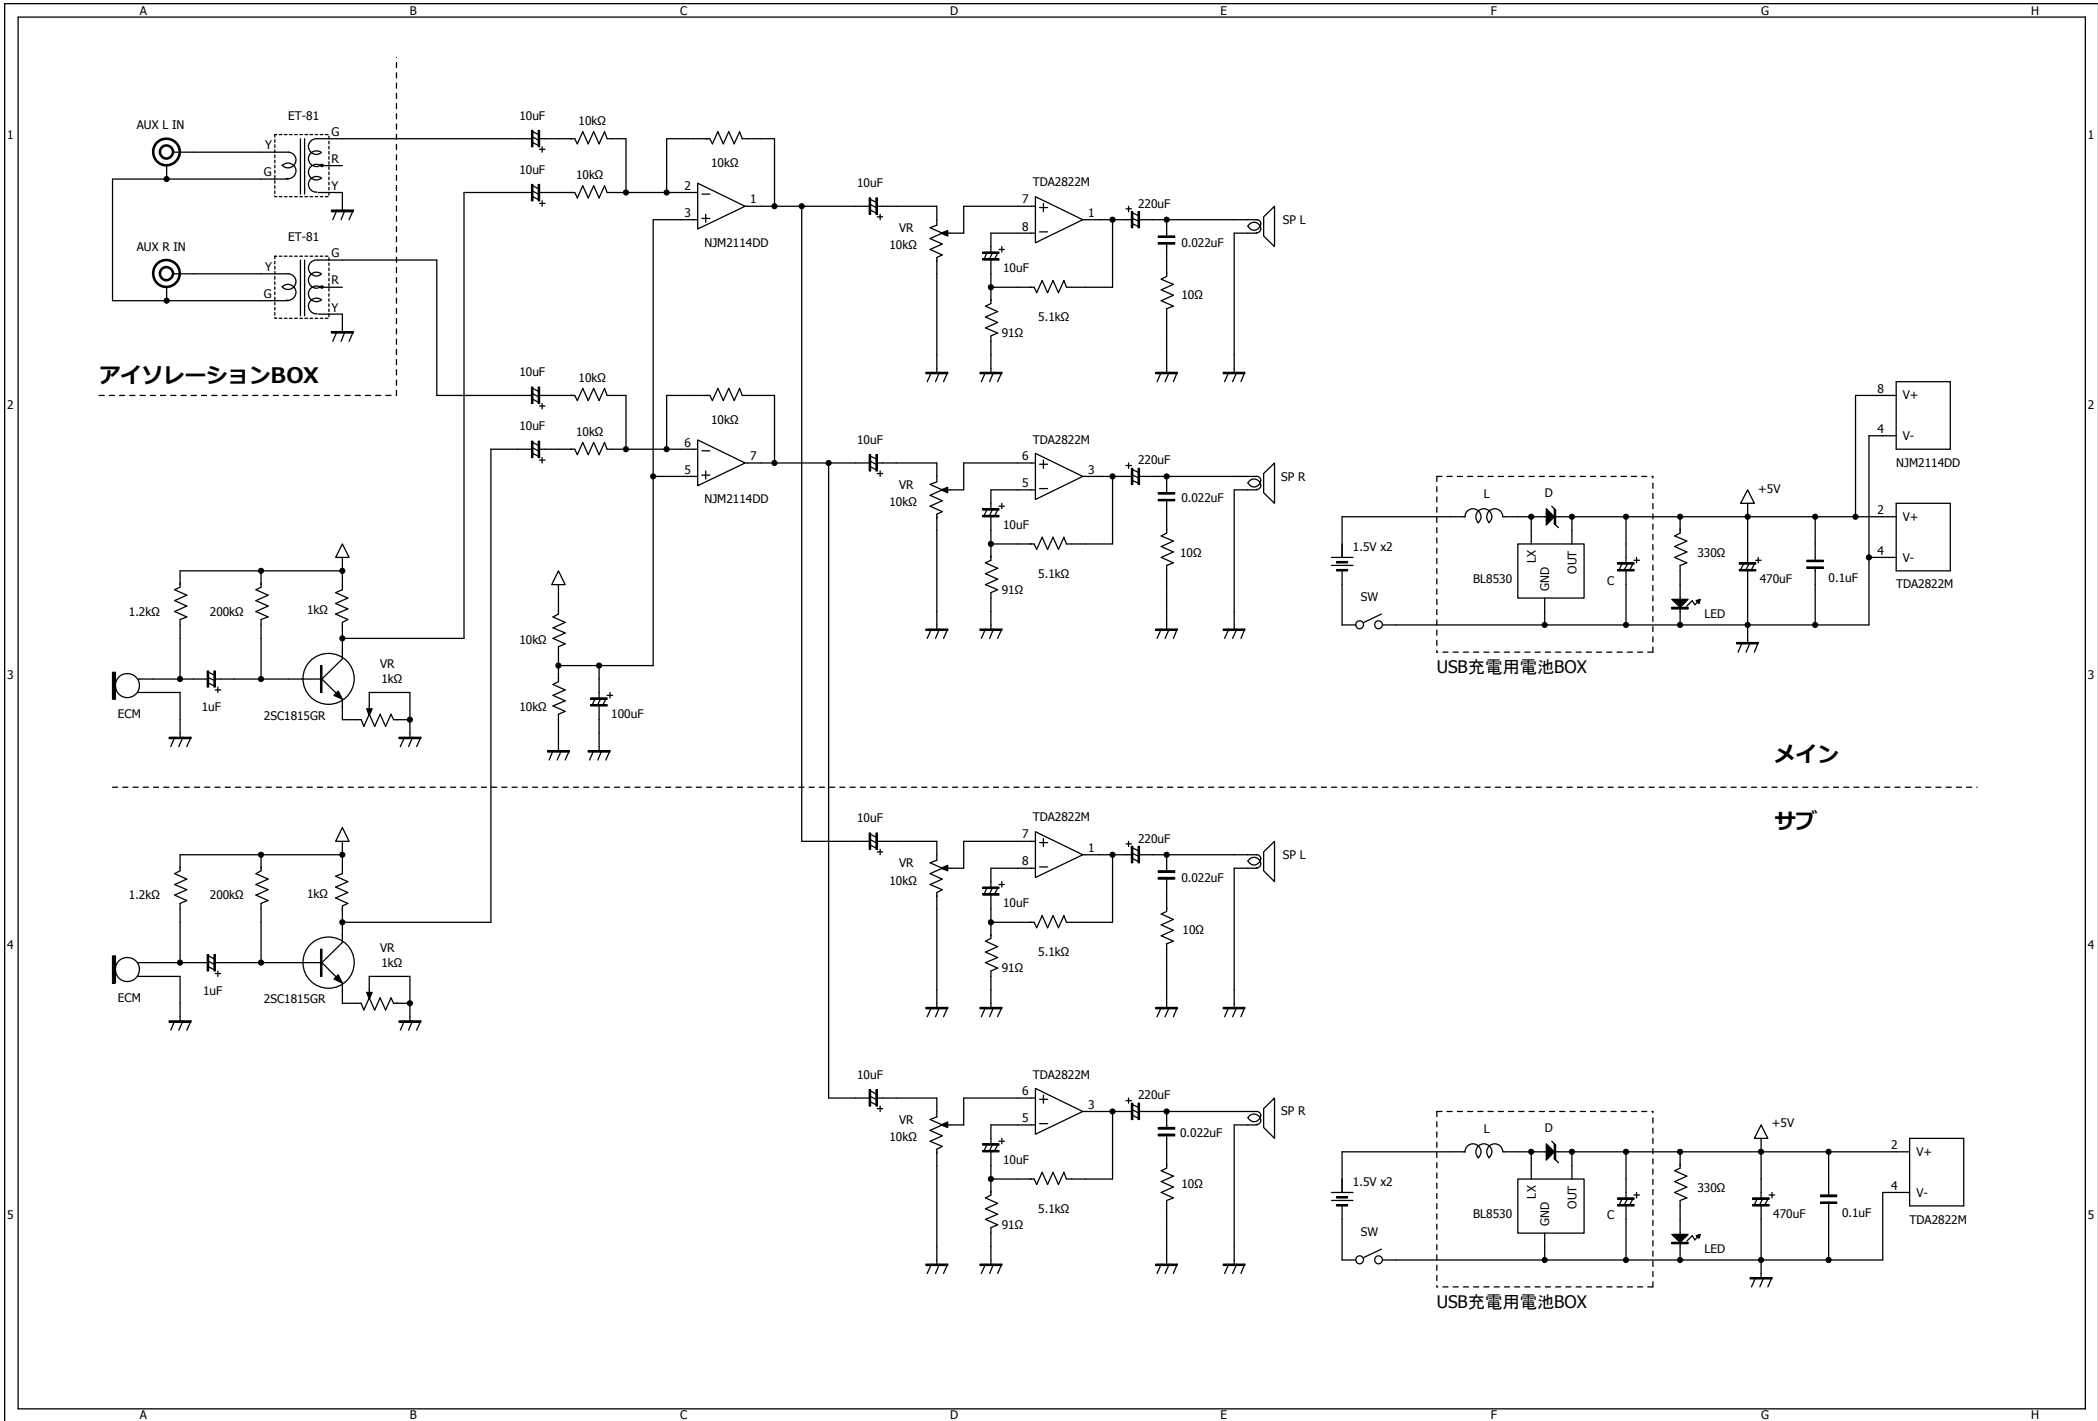 A B C D E F G H
1 1
2 2
3 3
4 4
5 5
AUX L IN
ET-81
Y
G
G
R
Y
AUX R IN
ET-81
Y
G
G
R
Y
アイソレーションBOX
10uF
10kΩ
10uF
10kΩ
10kΩ
2
3
1
NJM2114DD
10uF
VR
10kΩ
TDA2822M
7
8
1
10uF
5.1kΩ
91Ω
220uF
0.022uF
10Ω
SP L
10uF
10kΩ
10uF
10kΩ
10kΩ
6
5
7
NJM2114DD
10uF
VR
10kΩ
TDA2822M
6
5
3
10uF
5.1kΩ
91Ω
220uF
0.022uF
10Ω
SP R
1.2kΩ
200kΩ
1kΩ
VR
1kΩ
ECM
1uF
2SC1815GR
10kΩ
10kΩ
100uF
1.5V x2
SW
L
D
LX
GND
OUT
BL8530
C
USB充電用電池BOX
330Ω
LED
+5V
470uF
0.1uF
8
V+
4
V-
NJM2114DD
2
V+
4
V-
TDA2822M
メイン
サブ
1.2kΩ
200kΩ
1kΩ
VR
1kΩ
ECM
1uF
2SC1815GR
10uF
VR
10kΩ
TDA2822M
7
8
1
10uF
5.1kΩ
91Ω
220uF
0.022uF
10Ω
SP L
10uF
VR
10kΩ
TDA2822M
6
5
3
10uF
5.1kΩ
91Ω
220uF
0.022uF
10Ω
SP R
1.5V x2
SW
L
D
LX
GND
OUT
BL8530
C
USB充電用電池BOX
330Ω
LED
+5V
470uF
0.1uF
2
V+
4
V-
TDA2822M
A B C D E F G H